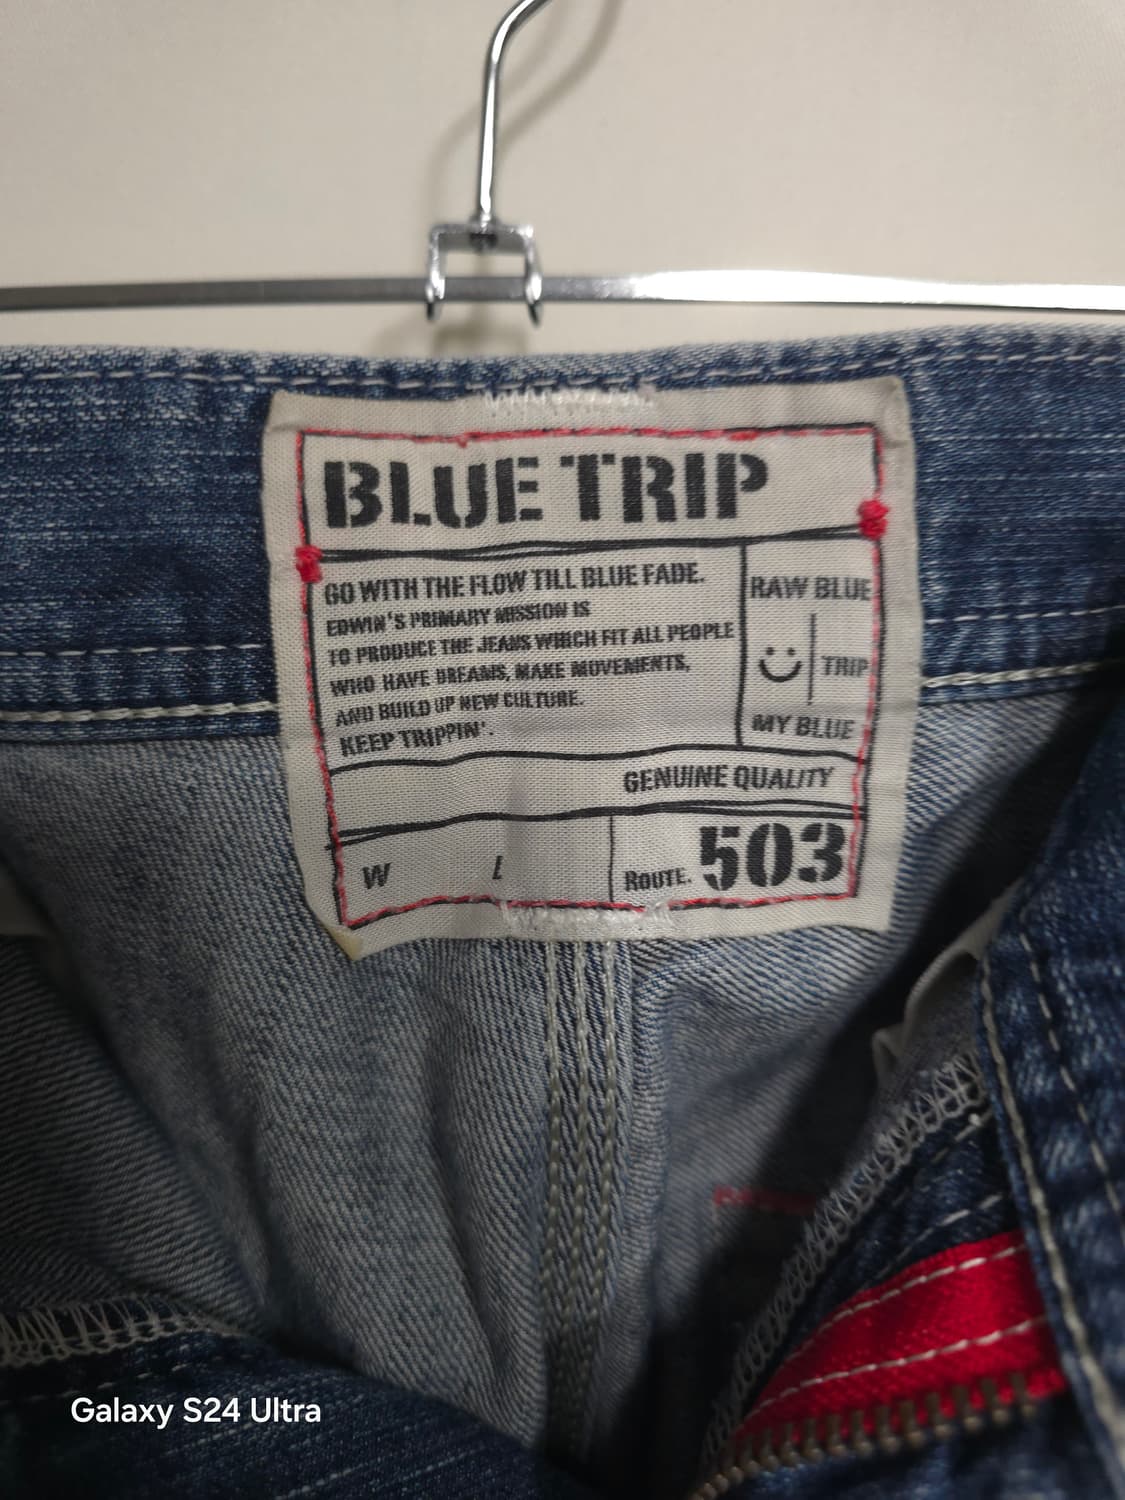 BLUE TRIP
GO WITH THE FLOW TILL BLUE FADE.
EDWIN'S PRIMARY MISSION IS
TO PRODUCE THE JEANS WHICH FIT ALL PEOPLE
WHO HAVE DREAMS, MAKE MOVEMENTS,
AND BUILD UP NEW CULTURE.
KEEP TRIPPIN'.
RAW BLUE
TRIP
MY BLUE
GENUINE QUALITY
W L
ROUTE. 503
Galaxy S24 Ultra